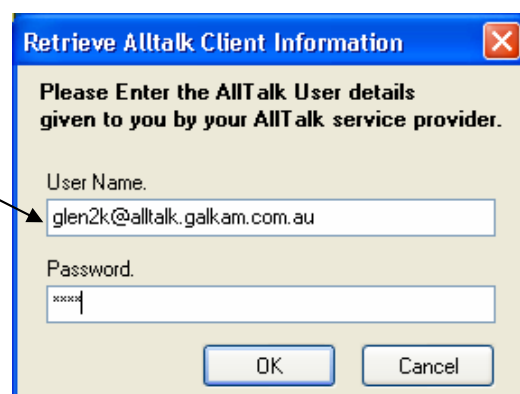 Retrieve Alltalk Client Information
Please Enter the AllTalk User details
given to you by your AllTalk service provider.
User Name.
glen2k@alltalk.galkam.com.au
Password.
****
OK
Cancel